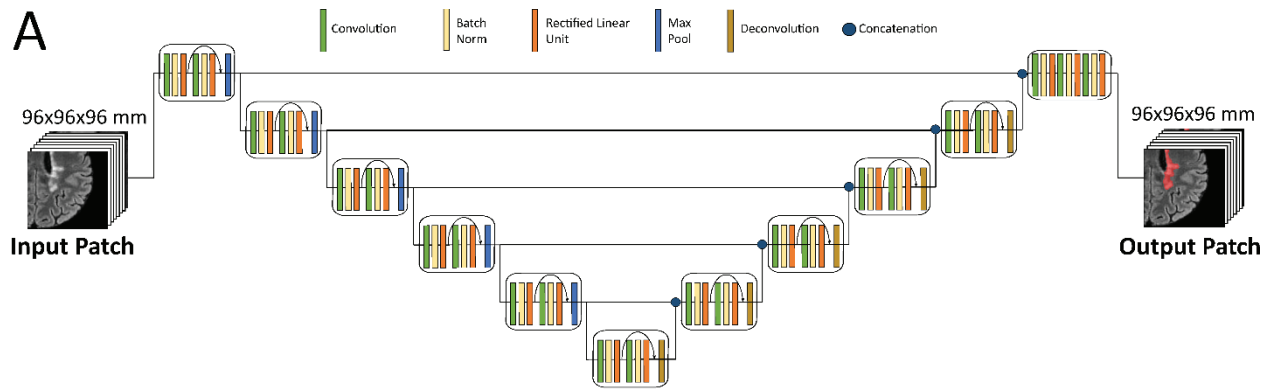 A
Convolution
Batch
Norm
Rectified Linear
Unit
Max
Pool
Deconvolution
Concatenation
96x96x96 mm
Input Patch
96x96x96 mm
Output Patch